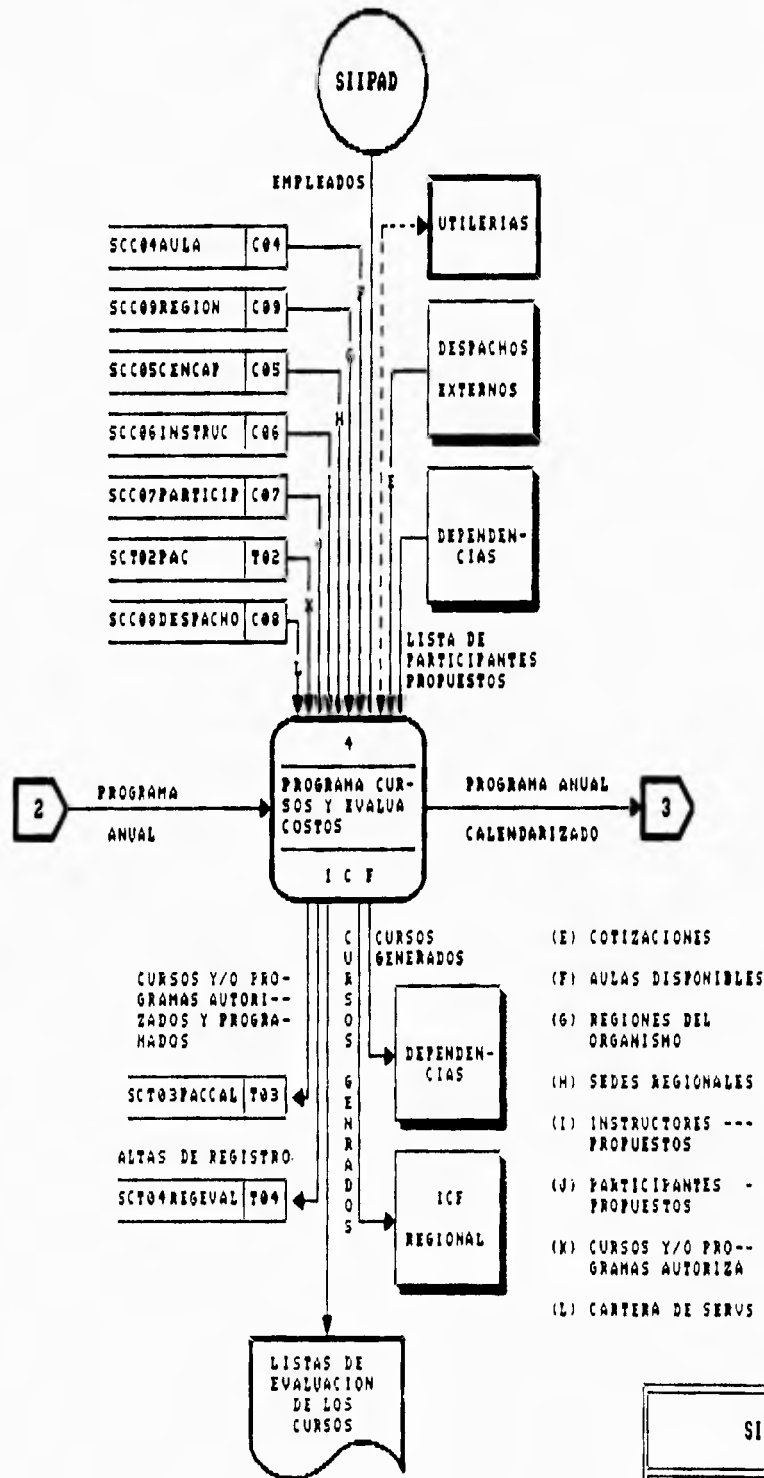 SIIPAD
EMPLEADOS
UTILERIAS
SCC04AULA C04
F
SCC09REGION C09
G
DESPACHOS
EXTERNOS
SCC05CENCAP C05
H
SCC06INSTRUC C06
I
E
SCC07PARTICIP C07
J
DEPENDEN-
CIAS
SCT02PAC T02
K
SCC08DESPACHO C08
L
LISTA DE
PARTICIPANTES
PROPUESTOS
4
PROGRAMA CUR-
SOS Y EVALUA
COSTOS
I C F
2
PROGRAMA
ANUAL
PROGRAMA ANUAL
CALENDARIZADO
3
CURSOS Y/O PRO-
GRAMAS AUTORI--
ZADOS Y PROGRA-
MADOS
CURSOS GENRADOS
CURSOS
GENERADOS
DEPENDEN-
CIAS
SCT03PACCAL T03
ALTAS DE REGISTRO
SCT04REGEVAL T04
ICF
REGIONAL
LISTAS DE
EVALUACION
DE LOS
CURSOS
(E) COTIZACIONES
(F) AULAS DISPONIBLES
(G) REGIONES DEL
ORGANISMO
(H) SEDES REGIONALES
(I) INSTRUCTORES ---
PROPUESTOS
(J) PARTICIPANTES -
PROPUESTOS
(K) CURSOS Y/O PRO--
GRAMAS AUTORIZA
(L) CARTERA DE SERVS
SI